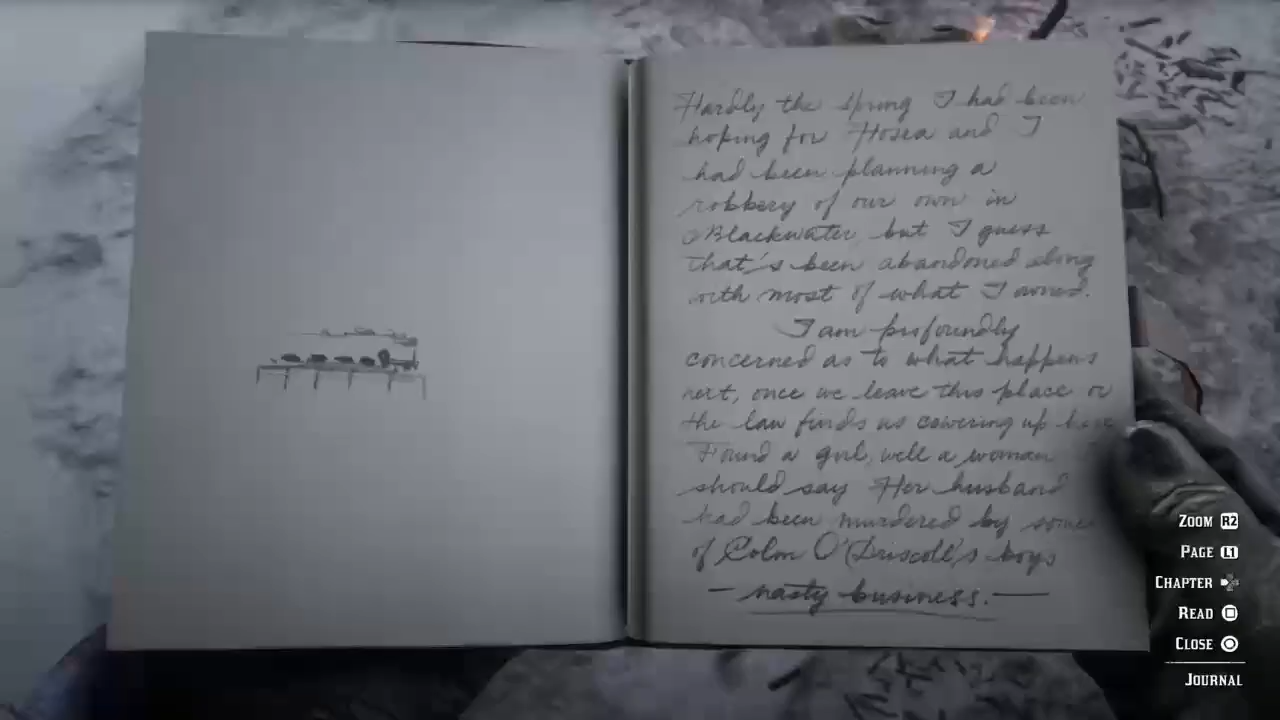 Hardly the spring I had been
hoping for Hosea and I
had been planning a
robbery of our own in
Blackwater, but I guess
that's been abandoned along
with most of what I owned.
I am profoundly
concerned as to what happens
next, once we leave this place or
the law finds us cowering up here
Found a girl, well a woman
should say Her husband
had been murdered by some
of Colm O'Driscoll's boys
— nasty business. —
ZOOM R2
PAGE L1
CHAPTER
READ
CLOSE
JOURNAL